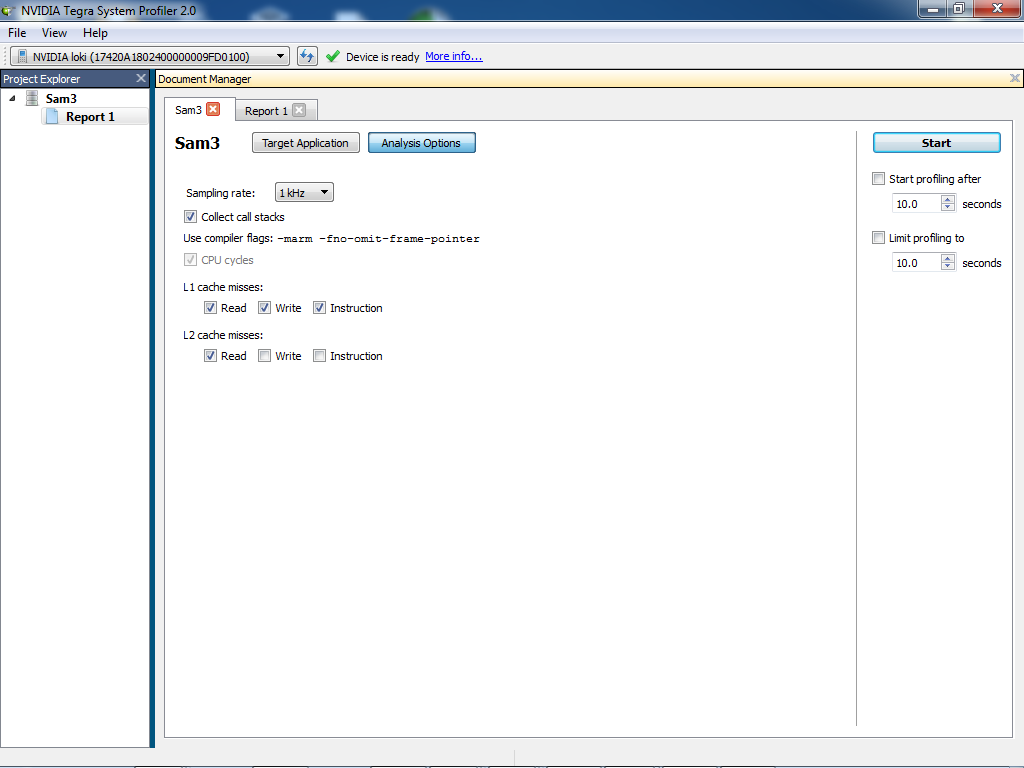 NVIDIA Tegra System Profiler 2.0
File View Help
NVIDIA loki (17420A1802400000009FD0100) Device is ready More info...
Project Explorer
Document Manager
Sam3
Report 1
Sam3 Report 1
Sam3 Target Application Analysis Options
Sampling rate: 1 kHz
Collect call stacks
Use compiler flags: -marm -fno-omit-frame-pointer
CPU cycles
L1 cache misses:
Read Write Instruction
L2 cache misses:
Read Write Instruction
Start
Start profiling after
10.0 seconds
Limit profiling to
10.0 seconds